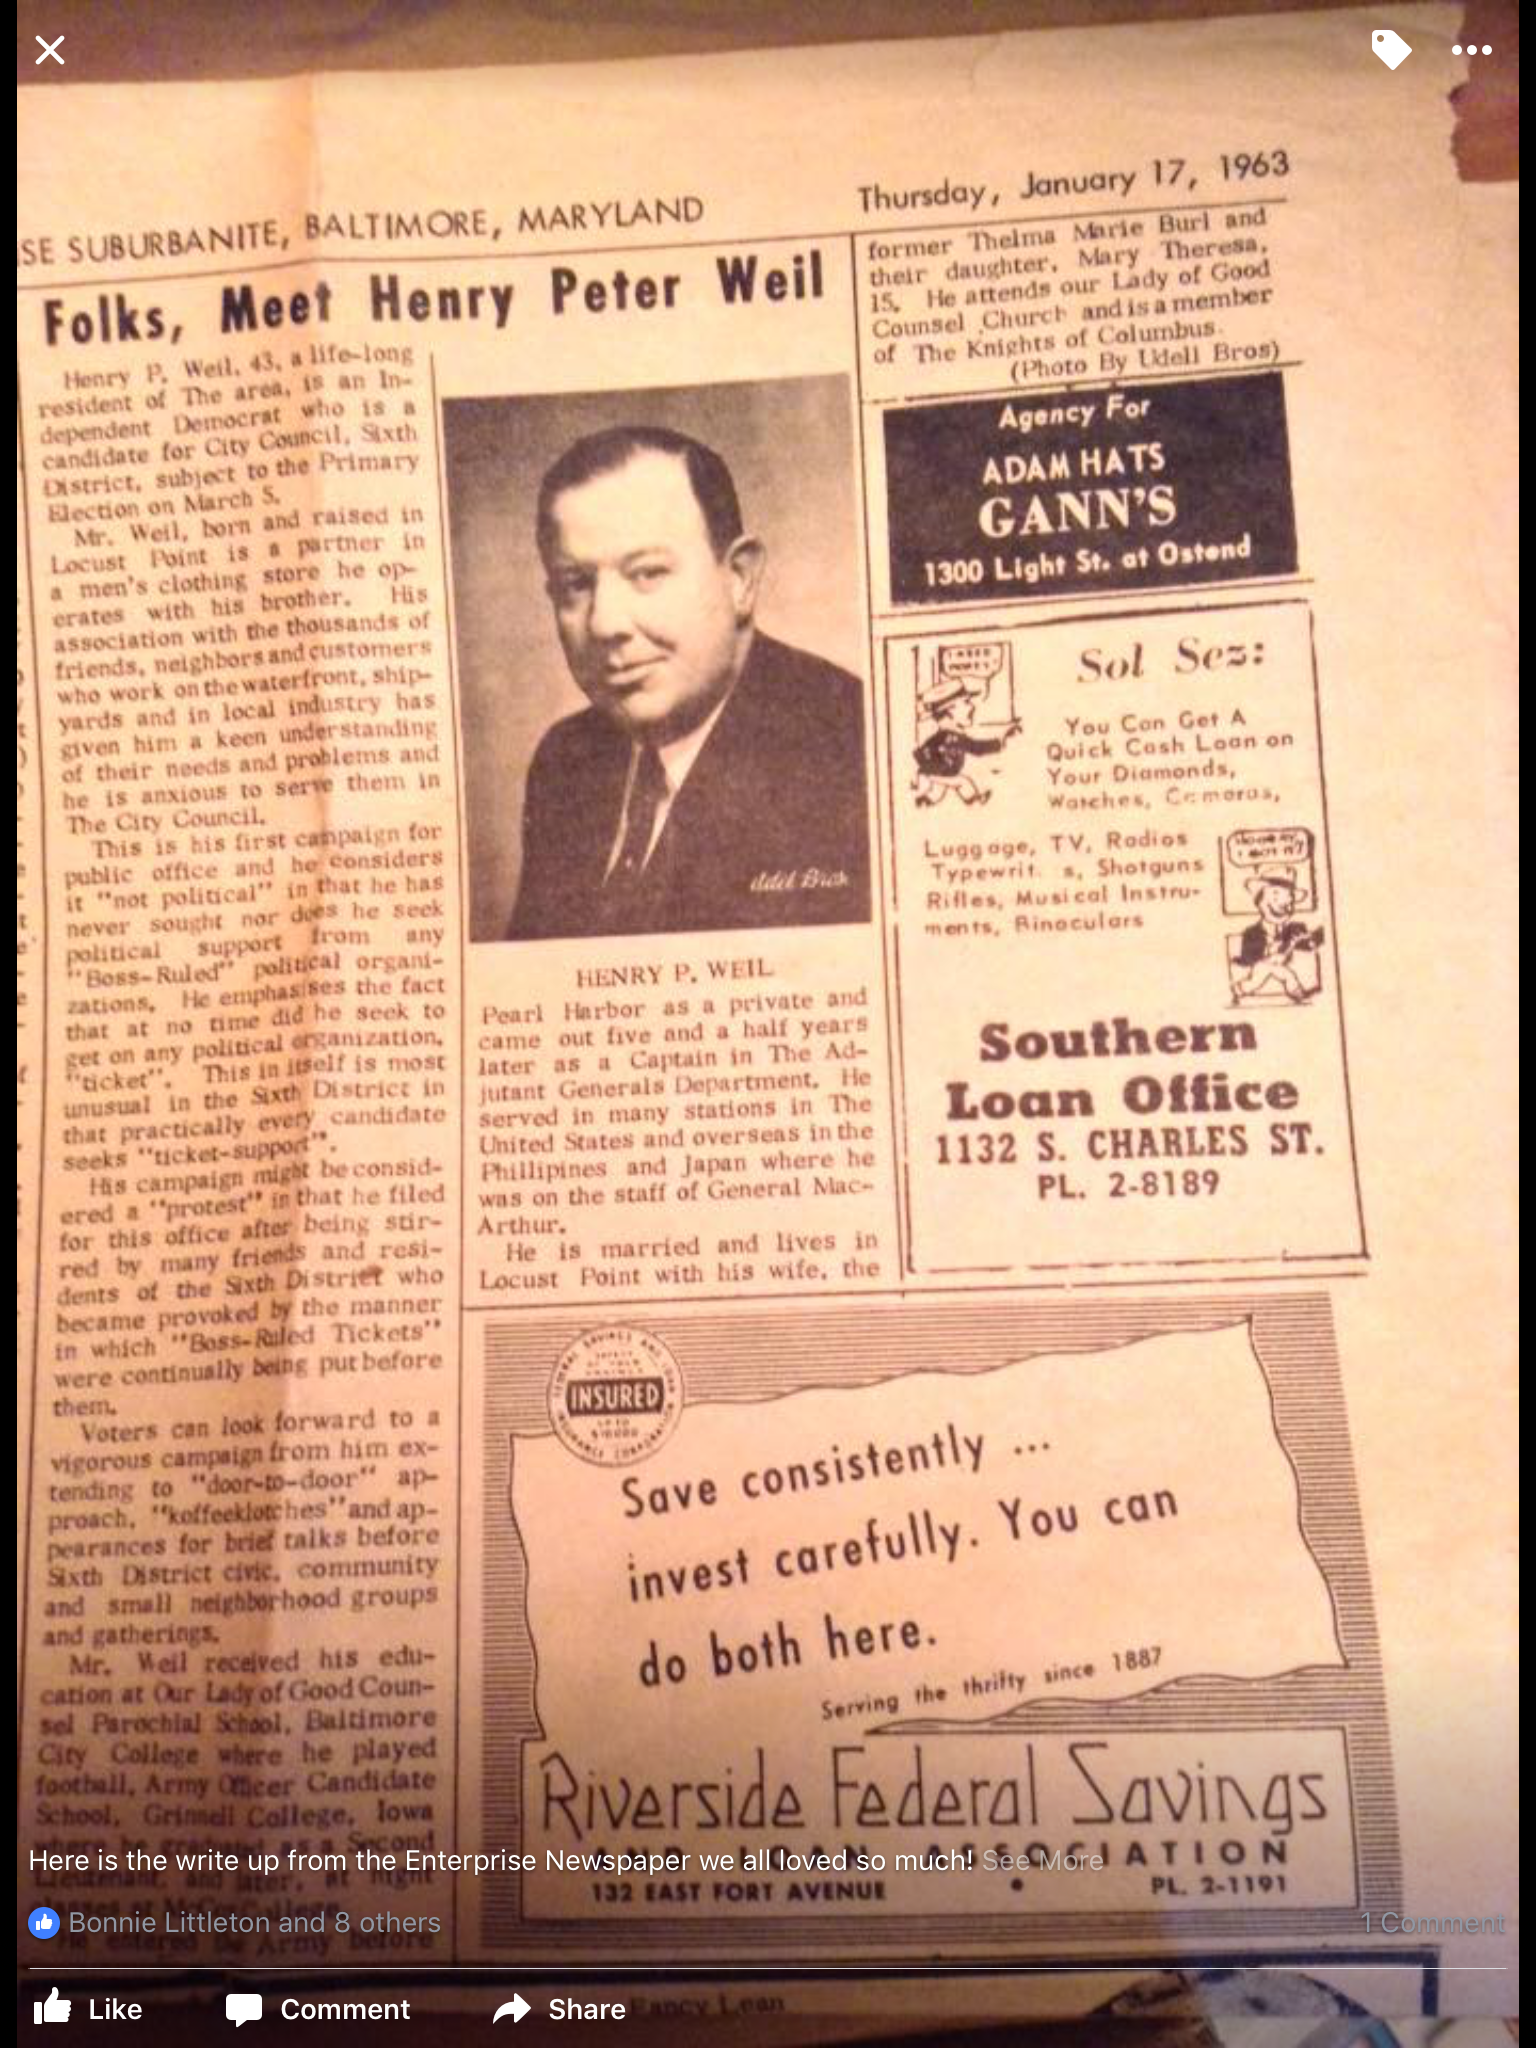 SE SUBURBANITE, BALTIMORE, MARYLAND
Thursday, January 17, 1963
Folks, Meet Henry Peter Weil
Henry P. Weil, 43, a life-long
resident of The area, is an In-
dependent Democrat who is a
candidate for City Council, Sixth
District, subject to the Primary
Election on March 5.
Mr. Weil, born and raised in
Locust Point is a partner in
a men's clothing store he op-
erates with his brother. His
association with the thousands of
friends, neighbors and customers
who work on the waterfront, ship-
yards and in local industry has
given him a keen understanding
of their needs and problems and
he is anxious to serve them in
The City Council.
This is his first campaign for
public office and he considers
it "not political" in that he has
never sought nor does he seek
political support from any
"Boss-Ruled" political organi-
zations. He emphasises the fact
that at no time did he seek to
get on any political organization,
"ticket". This in itself is most
unusual in the Sixth District in
that practically every candidate
seeks "ticket-support".
His campaign might be consid-
ered a "protest" in that he filed
for this office after being stir-
red by many friends and resi-
dents of the Sixth District who
became provoked by the manner
in which "Boss-Ruled Tickets"
were continually being put before
them.
Voters can look forward to a
vigorous campaign from him ex-
tending to "door-to-door" ap-
proach, "koffeeklotches" and ap-
pearances for brief talks before
Sixth District civic, community
and small neighborhood groups
and gatherings.
Mr. Weil received his edu-
cation at Our Lady of Good Coun-
sel Parochial School, Baltimore
City College where he played
football, Army Officer Candidate
School, Grinnell College, Iowa
where he graduated as a Second
Lieutenant, and later, at night
He entered the Army before
HENRY P. WEIL
Pearl Harbor as a private and
came out five and a half years
later as a Captain in The Ad-
jutant Generals Department. He
served in many stations in The
United States and overseas in the
Phillipines and Japan where he
was on the staff of General Mac-
Arthur.
He is married and lives in
Locust Point with his wife, the
former Thelma Marie Burl and
their daughter, Mary Theresa,
15. He attends our Lady of Good
Counsel Church and is a member
of The Knights of Columbus.
(Photo By Udell Bros)
Agency For
ADAM HATS
GANN'S
1300 Light St. at Ostend
Sol Sez:
You Can Get A
Quick Cash Loan on
Your Diamonds,
Watches, Cameras,
Luggage, TV, Radios
Typewrit s, Shotguns
Rifles, Musical Instru-
ments, Binoculars
Southern
Loan Office
1132 S. CHARLES ST.
PL. 2-8189
INSURED
Save consistently ...
invest carefully. You can
do both here.
Serving the thrifty since 1887
Riverside Federal Savings
AND LOAN ASSOCIATION
132 EAST FORT AVENUE • PL. 2-1191
Here is the write up from the Enterprise Newspaper we all loved so much! See More
Bonnie Littleton and 8 others
1 Comment
Like
Comment
Share